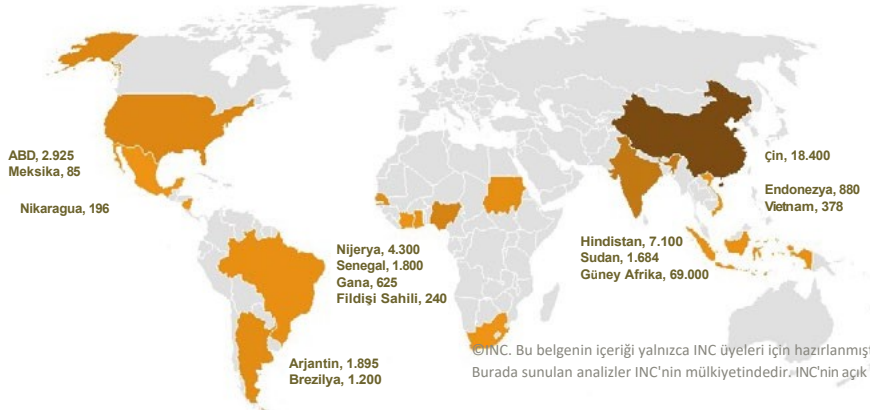 ABD, 2.925
Meksika, 85
Nikaragua, 196
Nijerya, 4.300
Senegal, 1.800
Gana, 625
Fildişi Sahili, 240
Arjantin, 1.895
Brezilya, 1.200
Çin, 18.400
Endonezya, 880
Vietnam, 378
Hindistan, 7.100
Sudan, 1.684
Güney Afrika, 69.000
©INC. Bu belgenin içeriği yalnızca INC üyeleri için hazırlanmışt
Burada sunulan analizler INC'nin mülkiyetindedir. INC'nin açık